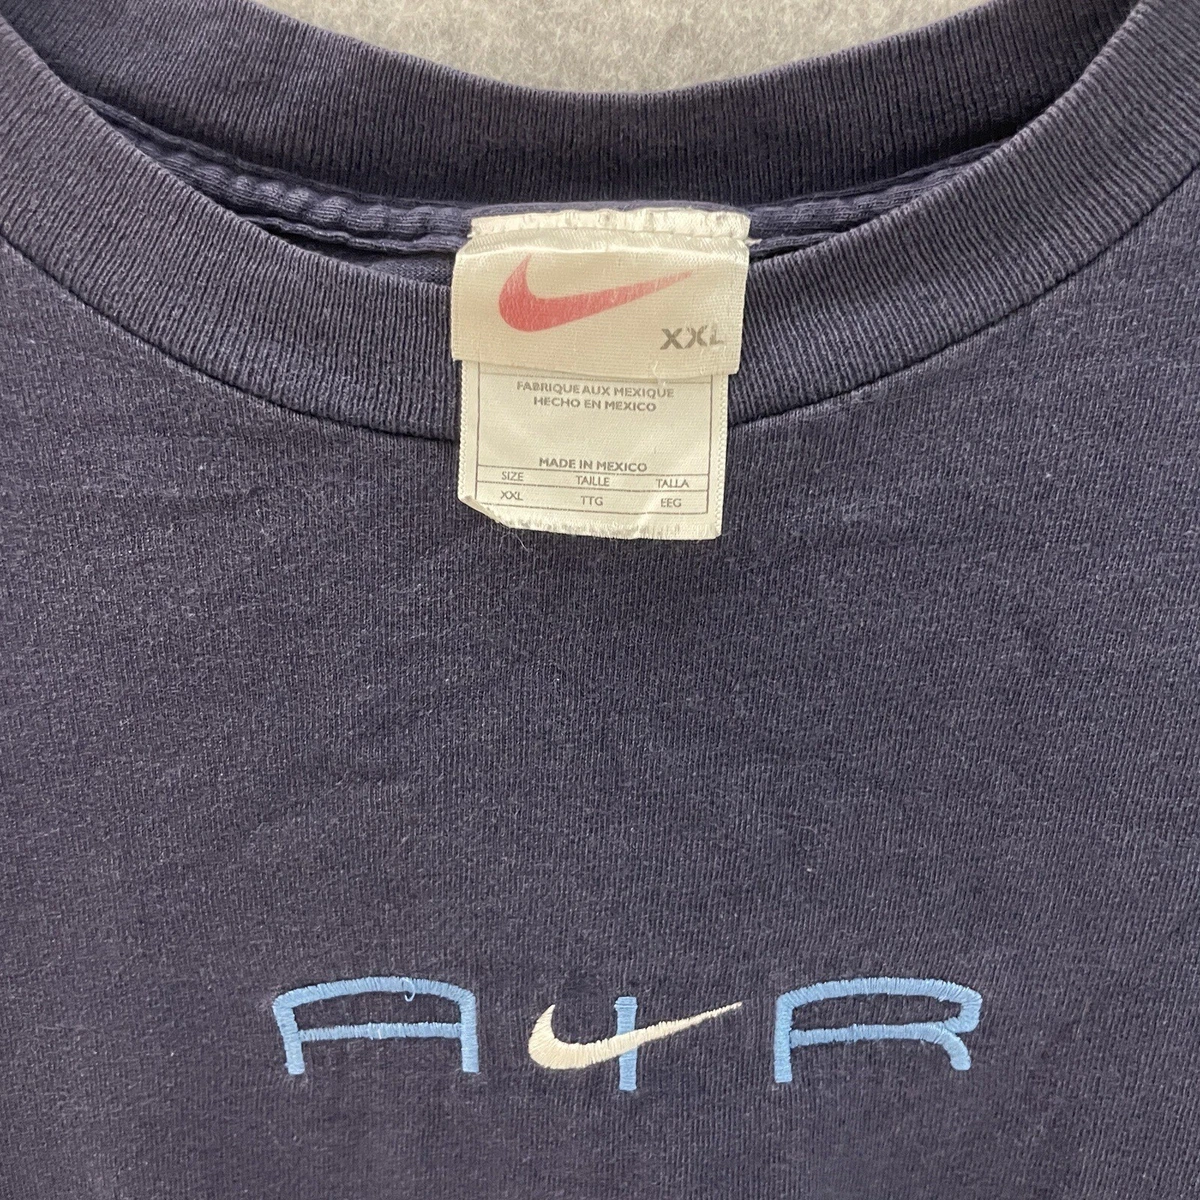 XXL
FABRIQUE AUX MEXIQUE
HECHO EN MEXICO
MADE IN MEXICO
SIZE TAILLE TALLA
XXL TTG EEG
AIR